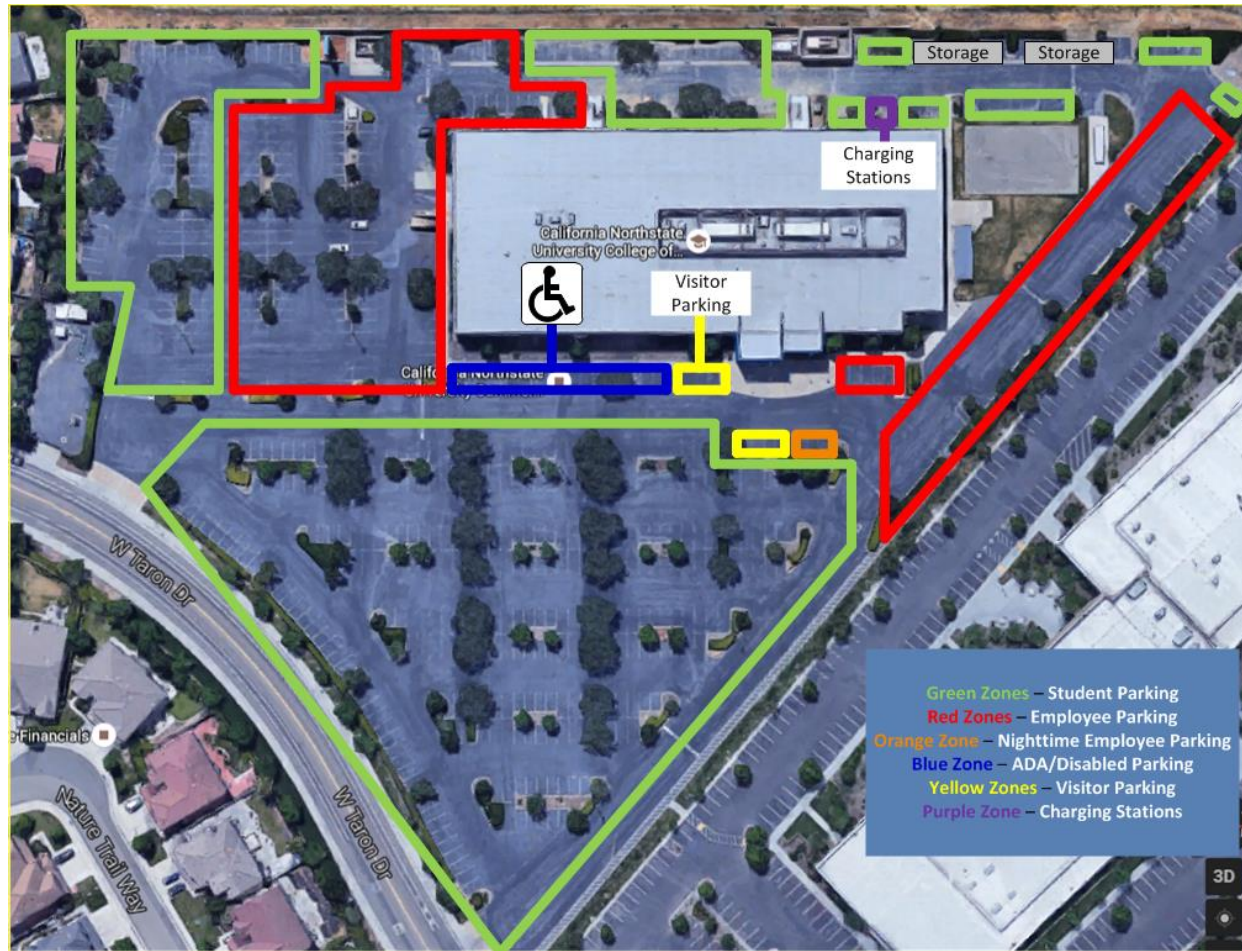 Storage
Storage
Charging
Stations
California Northstate
University College of...
Visitor
Parking
California Northstate
W Taron Dr
W Taron Dr
Nature Trail Way
e Financials
Green Zones – Student Parking
Red Zones – Employee Parking
Orange Zone – Nighttime Employee Parking
Blue Zone – ADA/Disabled Parking
Yellow Zones – Visitor Parking
Purple Zone – Charging Stations
3D